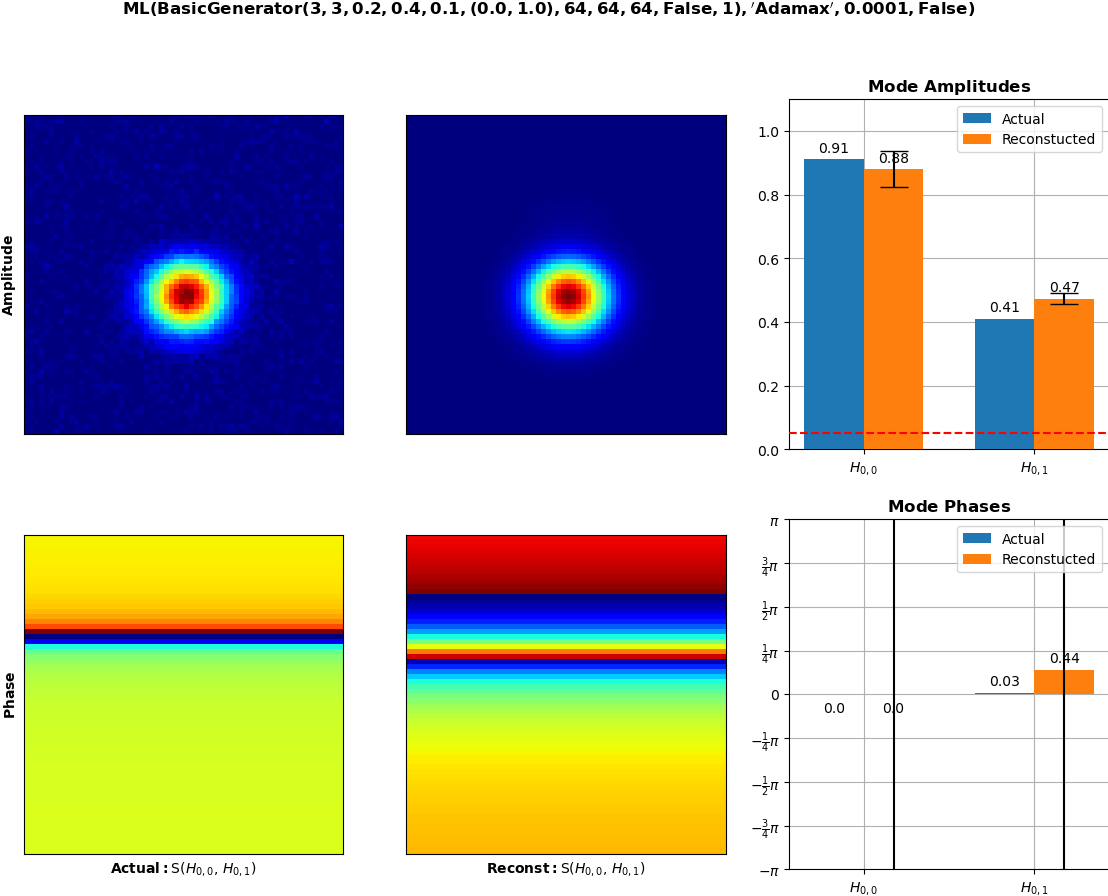 ML(BasicGenerator(3, 3, 0.2, 0.4, 0.1, (0.0, 1.0), 64, 64, 64, False, 1), 'Adamax', 0.0001, False)
Amplitude
Mode Amplitudes
Actual
Reconstucted
1.0
0.8
0.6
0.4
0.2
0.0
0.91
0.88
0.41
0.47
H0,0
H0,1
Phase
Actual: S(H0,0, H0,1)
Reconst: S(H0,0, H0,1)
Mode Phases
Actual
Reconstucted
π
3/4π
1/2π
1/4π
0
−1/4π
−1/2π
−3/4π
−π
0.0
0.0
0.03
0.44
H0,0
H0,1